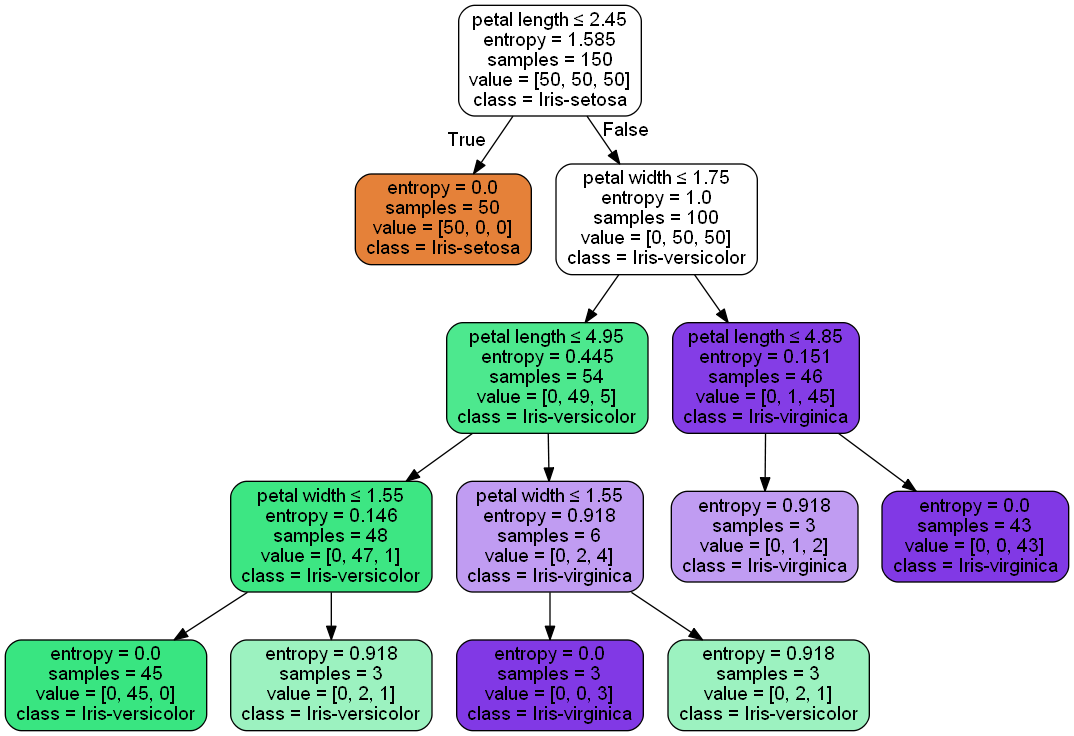 petal length ≤ 2.45
entropy = 1.585
samples = 150
value = [50, 50, 50]
class = Iris-setosa
True
False
entropy = 0.0
samples = 50
value = [50, 0, 0]
class = Iris-setosa
petal width ≤ 1.75
entropy = 1.0
samples = 100
value = [0, 50, 50]
class = Iris-versicolor
petal length ≤ 4.95
entropy = 0.445
samples = 54
value = [0, 49, 5]
class = Iris-versicolor
petal length ≤ 4.85
entropy = 0.151
samples = 46
value = [0, 1, 45]
class = Iris-virginica
petal width ≤ 1.55
entropy = 0.146
samples = 48
value = [0, 47, 1]
class = Iris-versicolor
petal width ≤ 1.55
entropy = 0.918
samples = 6
value = [0, 2, 4]
class = Iris-virginica
entropy = 0.918
samples = 3
value = [0, 1, 2]
class = Iris-virginica
entropy = 0.0
samples = 43
value = [0, 0, 43]
class = Iris-virginica
entropy = 0.0
samples = 45
value = [0, 45, 0]
class = Iris-versicolor
entropy = 0.918
samples = 3
value = [0, 2, 1]
class = Iris-versicolor
entropy = 0.0
samples = 3
value = [0, 0, 3]
class = Iris-virginica
entropy = 0.918
samples = 3
value = [0, 2, 1]
class = Iris-versicolor